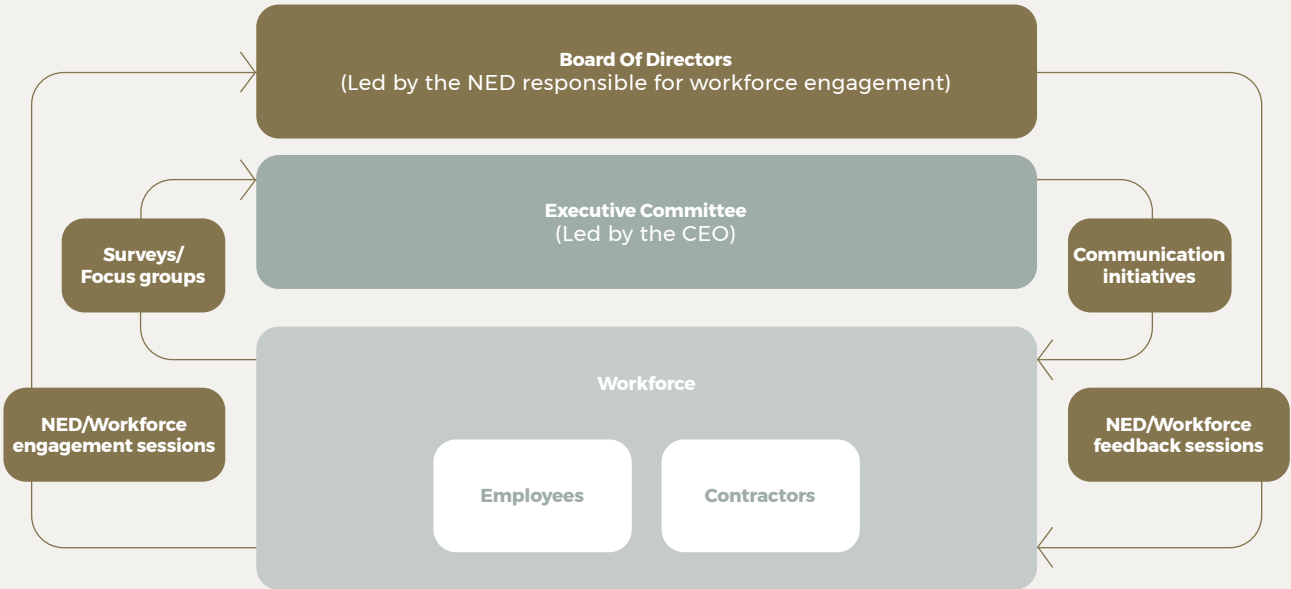 Board Of Directors
(Led by the NED responsible for workforce engagement)
Executive Committee
(Led by the CEO)
Surveys/
Focus groups
Communication
initiatives
Workforce
NED/Workforce
engagement sessions
NED/Workforce
feedback sessions
Employees
Contractors